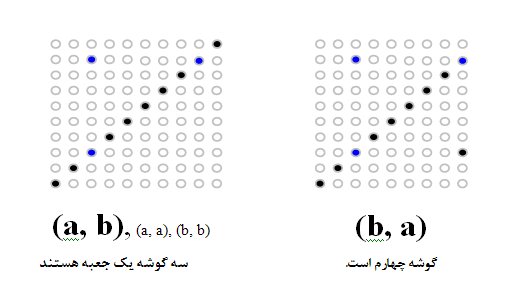 (a, b), (a, a), (b, b)
سه گوشه یک جعبه هستند
(b, a)
گوشه چهارم است.